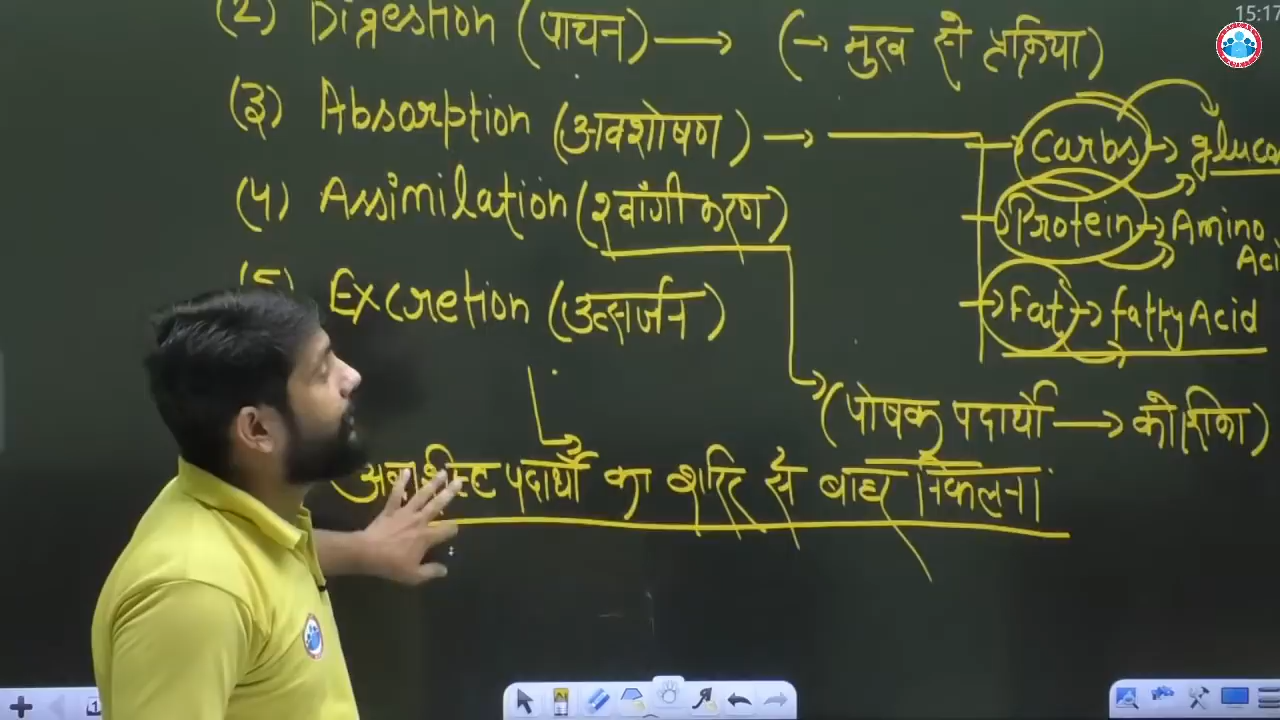 15:17
(2) Digestion (पाचन) → (→ मुख से प्रक्रिया)
(३) Absorption (अवशोषण) →
Carbs → gluco
Protein → Amino Aci
Fat → fatty Acid
(4) Assimilation (स्वाँगीकरण)
Excretion (उत्सर्जन)
(पोषक पदार्थो → कोशिका)
पदार्थो का शरिर से बाहर निकलना